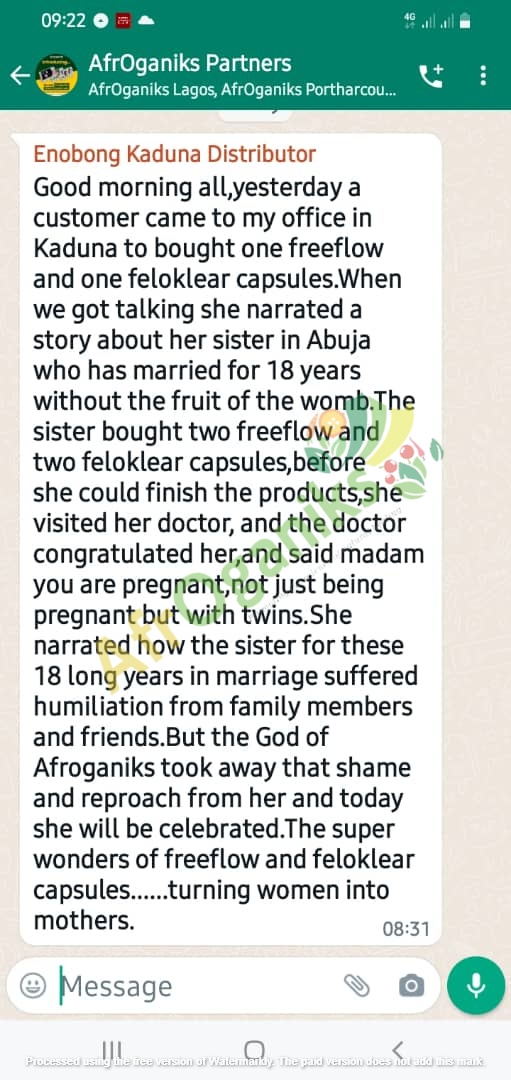 09:22
4G
AfrOganiks Partners
AfrOganiks Lagos, AfrOganiks Portharcou...
Enobong Kaduna Distributor
Good morning all,yesterday a
customer came to my office in
Kaduna to bought one freeflow
and one feloklear capsules.When
we got talking she narrated a
story about her sister in Abuja
who has married for 18 years
without the fruit of the womb.The
sister bought two freeflow and
two feloklear capsules,before
she could finish the products,she
visited her doctor, and the doctor
congratulated her,and said madam
you are pregnant,not just being
pregnant but with twins.She
narrated how the sister for these
18 long years in marriage suffered
humiliation from family members
and friends.But the God of
Afroganiks took away that shame
and reproach from her and today
she will be celebrated.The super
wonders of freeflow and feloklear
capsules......turning women into
mothers.
08:31
AfrOganiks
Message
Processed using the free version of Watermarkly. The paid version does not add this mark.